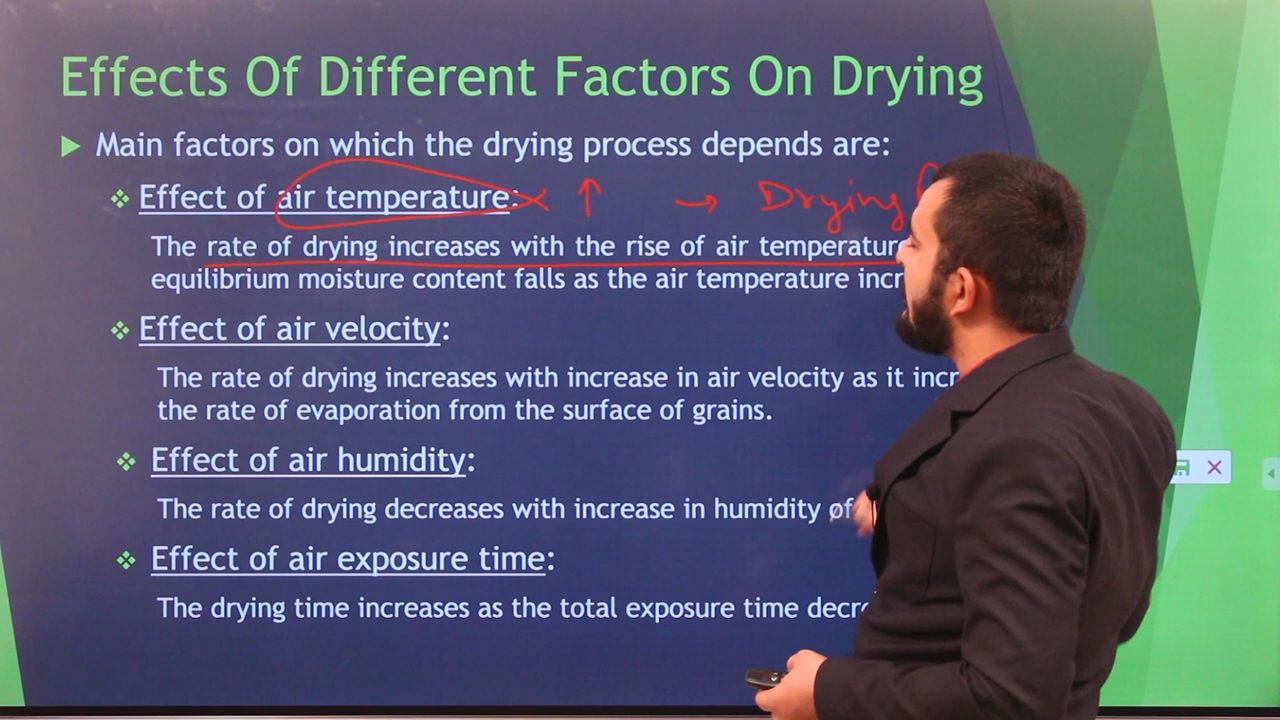 Effects Of Different Factors On Drying
Main factors on which the drying process depends are:
Effect of air temperature: ↑ → Drying
The rate of drying increases with the rise of air temperature
equilibrium moisture content falls as the air temperature incr
Effect of air velocity:
The rate of drying increases with increase in air velocity as it incr
the rate of evaporation from the surface of grains.
Effect of air humidity:
The rate of drying decreases with increase in humidity of
Effect of air exposure time:
The drying time increases as the total exposure time decr